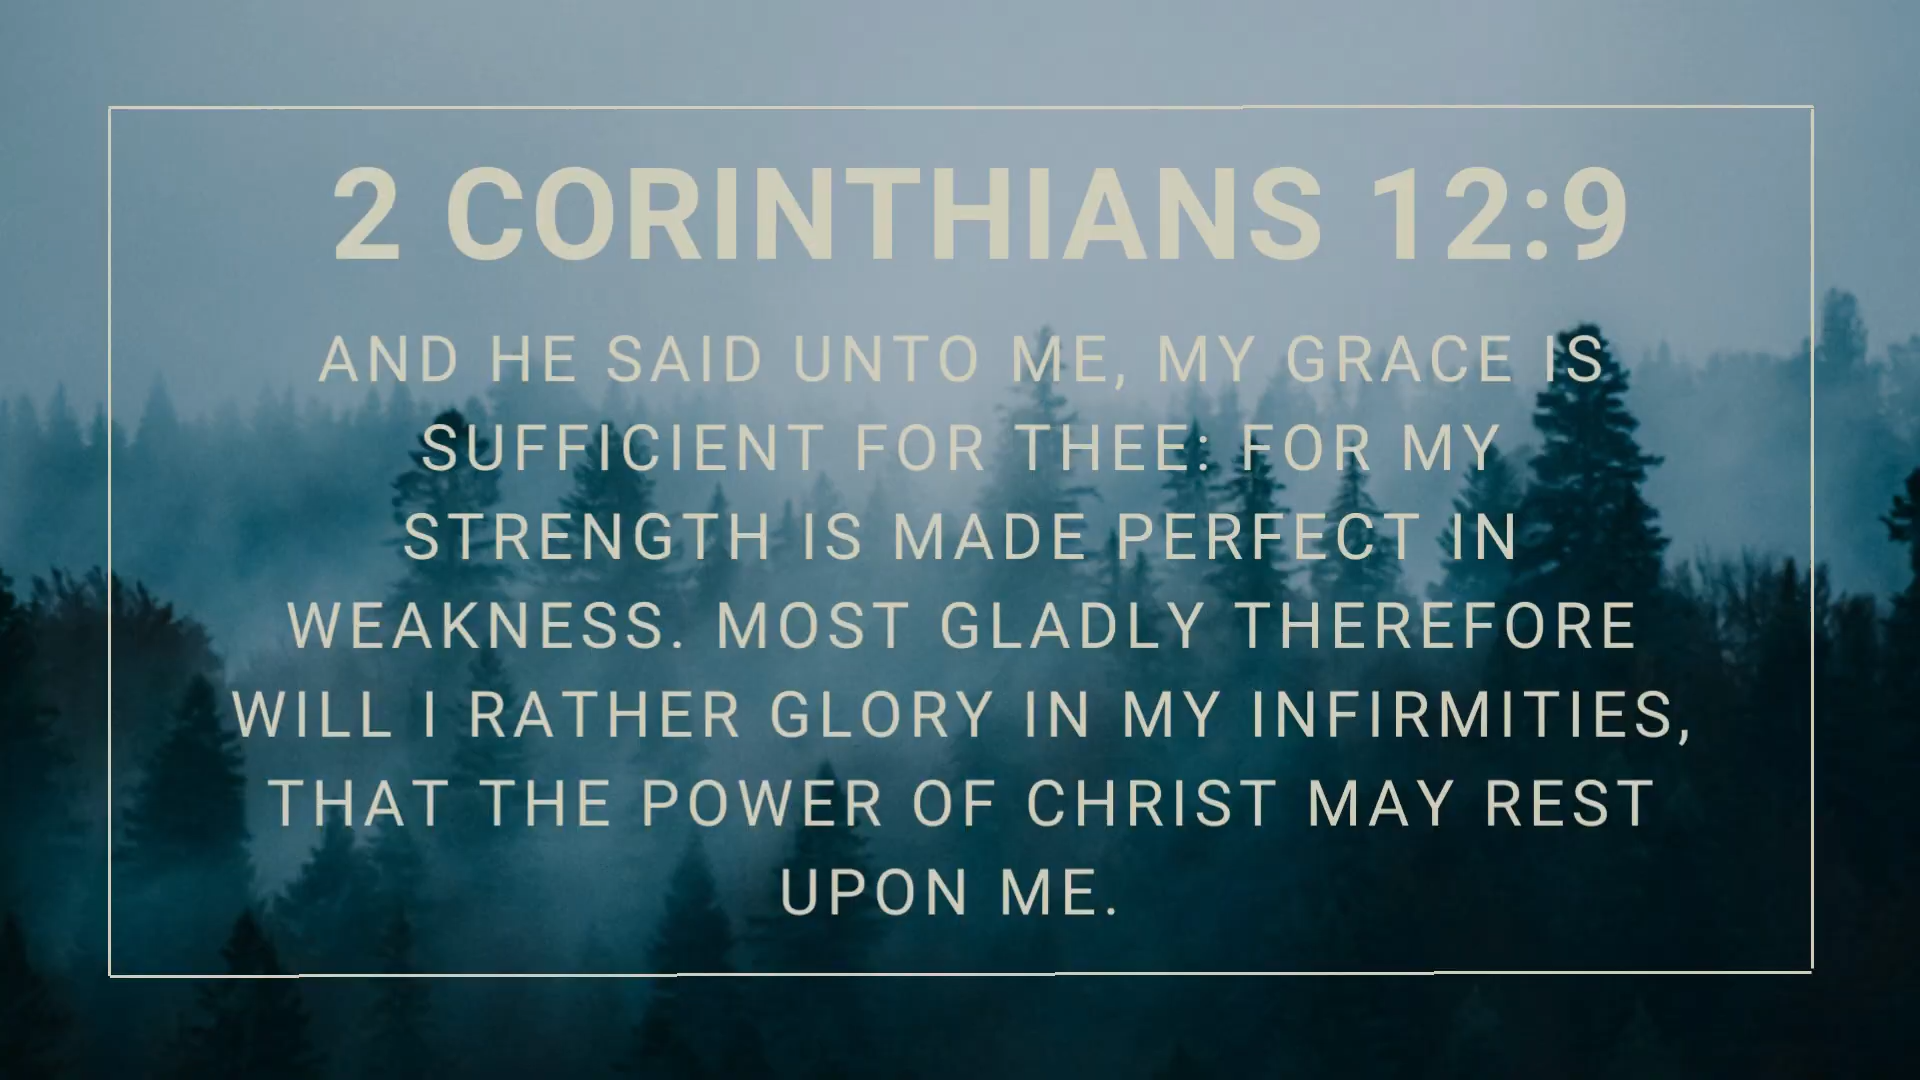 2 CORINTHIANS 12:9
AND HE SAID UNTO ME, MY GRACE IS
SUFFICIENT FOR THEE: FOR MY
STRENGTH IS MADE PERFECT IN
WEAKNESS. MOST GLADLY THEREFORE
WILL I RATHER GLORY IN MY INFIRMITIES,
THAT THE POWER OF CHRIST MAY REST
UPON ME.